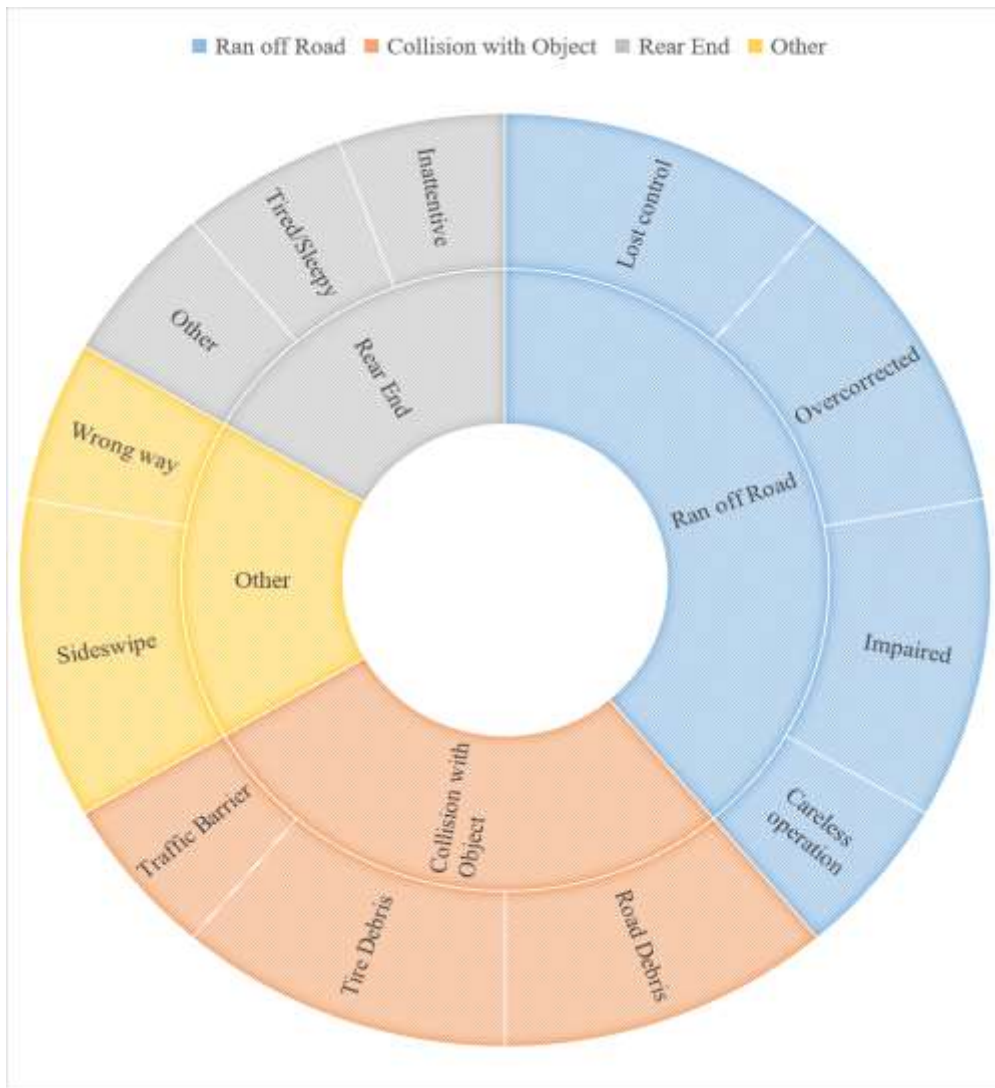 Ran off Road Collision with Object Rear End Other
Lost control
Overcorrected
Impaired
Careless
operation
Road Debris
Tire Debris
Traffic Barrier
Sideswipe
Wrong way
Other
Tired/Sleepy
Inattentive
Ran off Road
Collision with
Object
Other
Rear End